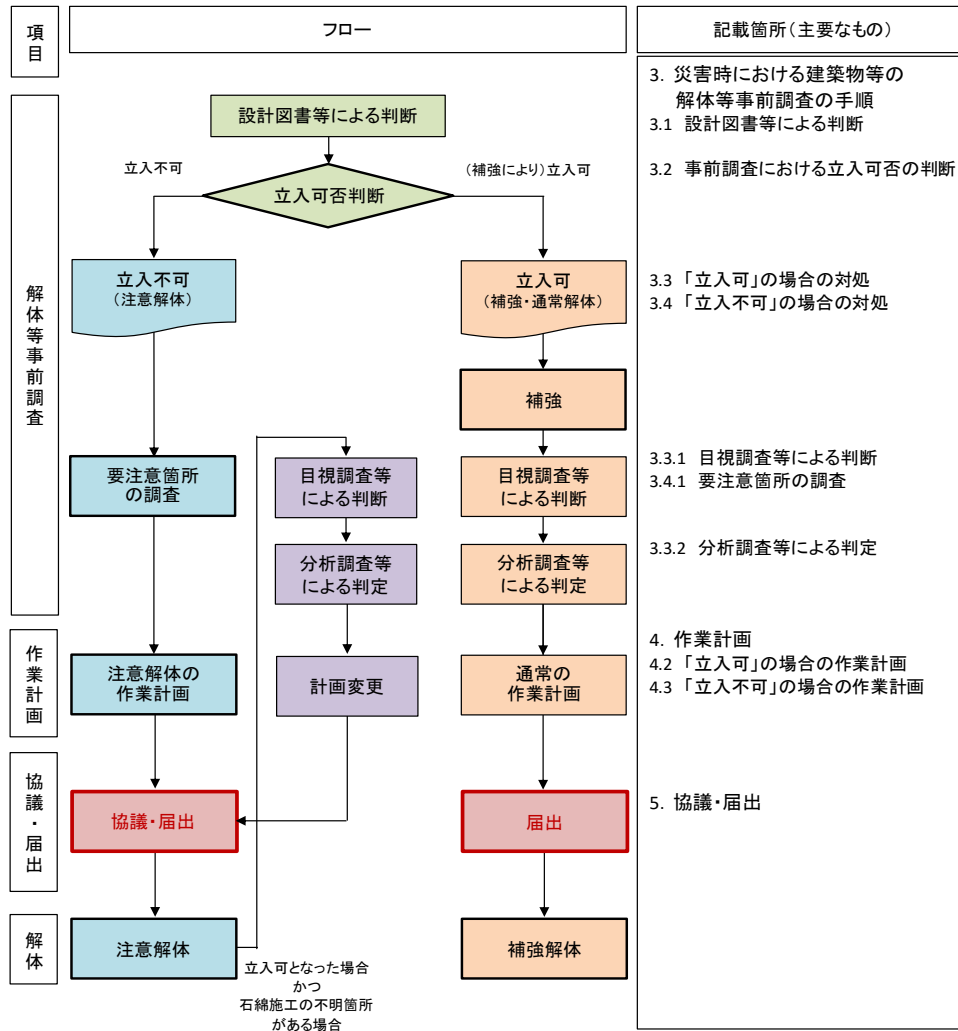 項
目
フロー
記載箇所（主要なもの）
解
体
等
事
前
調
査
設計図書等による判断
立入不可
（補強により）立入可
立入可否判断
立入不可
（注意解体）
立入可
（補強・通常解体）
補強
要注意箇所
の調査
目視調査等
による判断
目視調査等
による判断
分析調査等
による判定
分析調査等
による判定
作
業
計
画
注意解体の
作業計画
計画変更
通常の
作業計画
協
議
・
届
出
協議・届出
届出
解
体
注意解体
補強解体
立入可となった場合
かつ
石綿施工の不明箇所
がある場合
3. 災害時における建築物等の
解体等事前調査の手順
3.1 設計図書等による判断
3.2 事前調査における立入可否の判断
3.3 「立入可」の場合の対処
3.4 「立入不可」の場合の対処
3.3.1 目視調査等による判断
3.4.1 要注意箇所の調査
3.3.2 分析調査等による判定
4. 作業計画
4.2 「立入可」の場合の作業計画
4.3 「立入不可」の場合の作業計画
5. 協議・届出